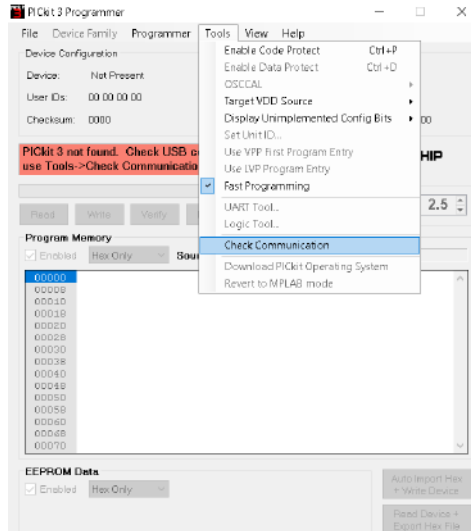 PICkit 3 Programmer
File Device Family Programmer Tools View Help
Device Configuration
Device: Not Present
User IDs: 00 00 00 00
Checksum: 0000
00
PICkit 3 not found. Check USB
use Tools->Check
HIP
Read Write Verify
2.5
Program Memory
Enabled Hex Only
00000
00008
00010
00018
00020
00028
00030
00038
00040
00048
00050
00058
00060
00068
00070
EEPROM Data
Enabled Hex Only
Auto Import Hex
+ Write Device
Read Device +
Export Hex File
Enable Code Protect Ctrl+P
Enable Data Protect Ctrl+D
OSCCAL
Target VDD Source
Display Unimplemented Config Bits
Set Unit ID...
Use VPP First Program Entry
Use LVP Program Entry
Fast Programming
UART Tool...
Logic Tool...
Check Communication
Download PICkit Operating System
Revert to MPLAB mode